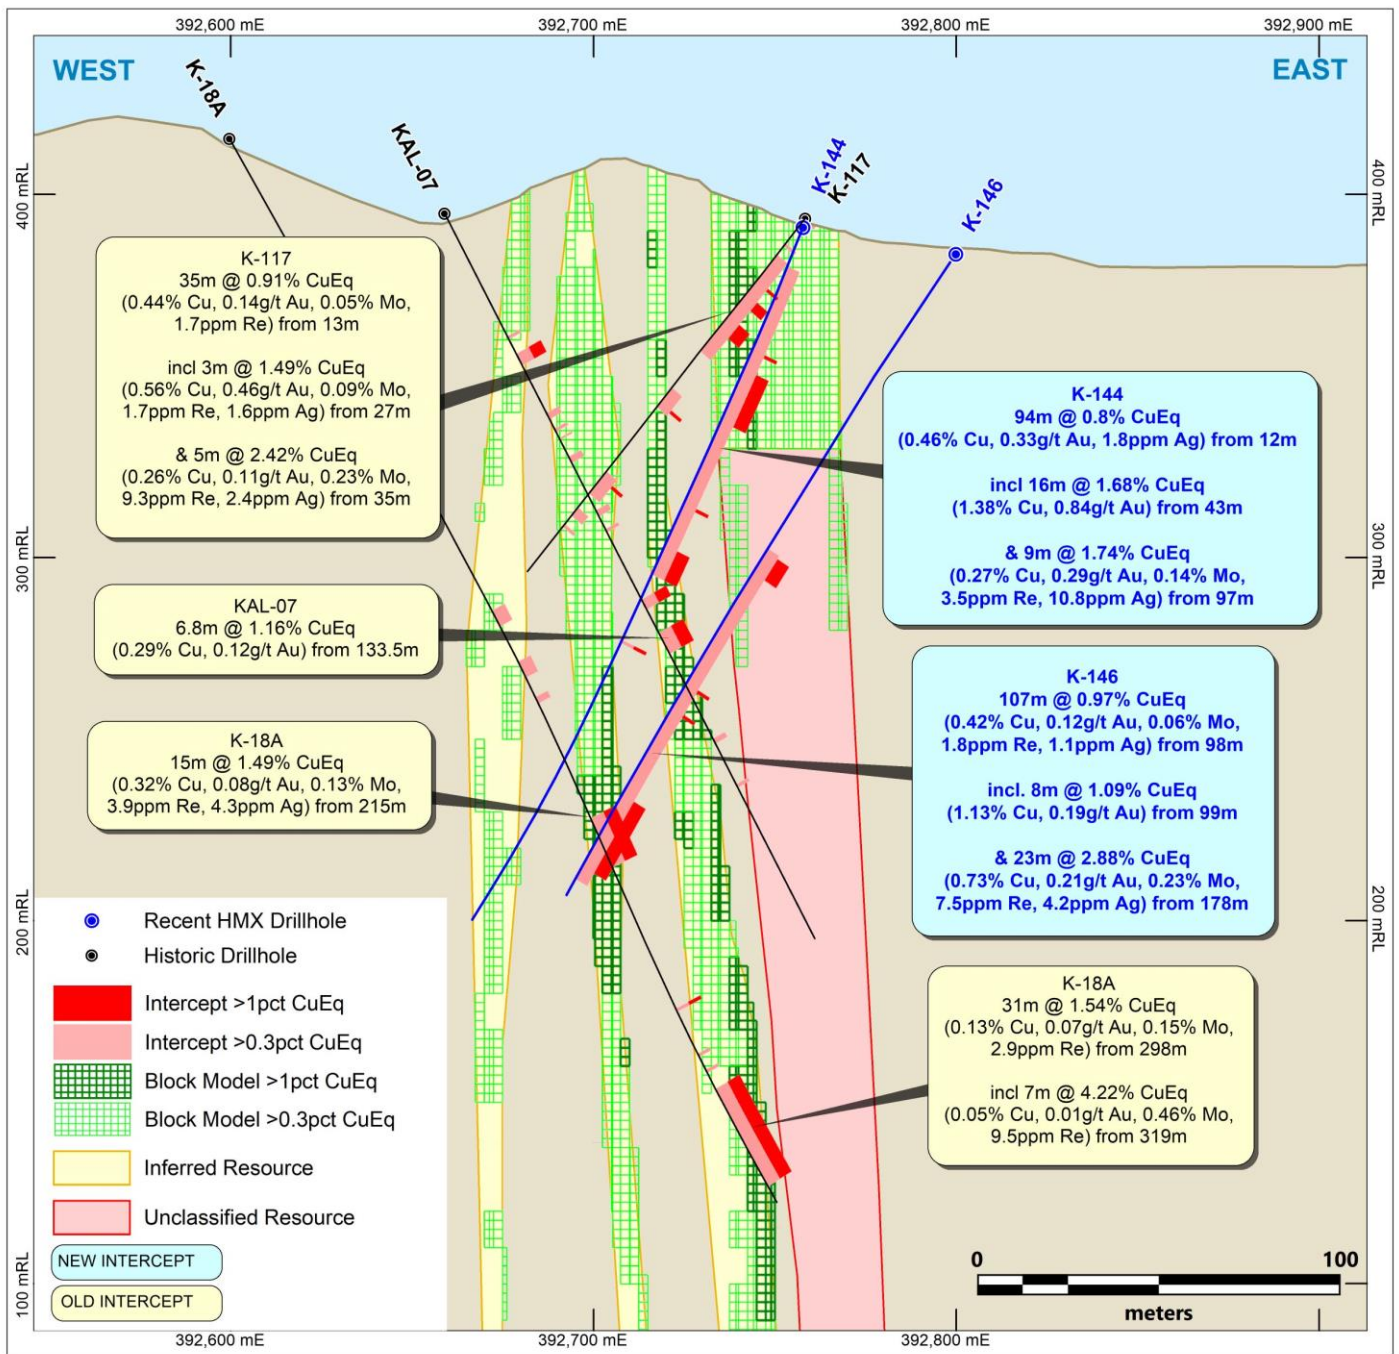 392,600 mE
392,700 mE
392,800 mE
392,900 mE
WEST
EAST
K-18A
KAL-07
K-144
K-117
K-146
400 mRL
400 mRL
K-117
35m @ 0.91% CuEq
(0.44% Cu, 0.14g/t Au, 0.05% Mo,
1.7ppm Re) from 13m
incl 3m @ 1.49% CuEq
(0.56% Cu, 0.46g/t Au, 0.09% Mo,
1.7ppm Re, 1.6ppm Ag) from 27m
& 5m @ 2.42% CuEq
(0.26% Cu, 0.11g/t Au, 0.23% Mo,
9.3ppm Re, 2.4ppm Ag) from 35m
K-144
94m @ 0.8% CuEq
(0.46% Cu, 0.33g/t Au, 1.8ppm Ag) from 12m
incl 16m @ 1.68% CuEq
(1.38% Cu, 0.84g/t Au) from 43m
& 9m @ 1.74% CuEq
(0.27% Cu, 0.29g/t Au, 0.14% Mo,
3.5ppm Re, 10.8ppm Ag) from 97m
300 mRL
300 mRL
KAL-07
6.8m @ 1.16% CuEq
(0.29% Cu, 0.12g/t Au) from 133.5m
K-146
107m @ 0.97% CuEq
(0.42% Cu, 0.12g/t Au, 0.06% Mo,
1.8ppm Re, 1.1ppm Ag) from 98m
incl. 8m @ 1.09% CuEq
(1.13% Cu, 0.19g/t Au) from 99m
& 23m @ 2.88% CuEq
(0.73% Cu, 0.21g/t Au, 0.23% Mo,
7.5ppm Re, 4.2ppm Ag) from 178m
K-18A
15m @ 1.49% CuEq
(0.32% Cu, 0.08g/t Au, 0.13% Mo,
3.9ppm Re, 4.3ppm Ag) from 215m
200 mRL
200 mRL
K-18A
31m @ 1.54% CuEq
(0.13% Cu, 0.07g/t Au, 0.15% Mo,
2.9ppm Re) from 298m
incl 7m @ 4.22% CuEq
(0.05% Cu, 0.01g/t Au, 0.46% Mo,
9.5ppm Re) from 319m
Recent HMX Drillhole
Historic Drillhole
Intercept >1pct CuEq
Intercept >0.3pct CuEq
Block Model >1pct CuEq
Block Model >0.3pct CuEq
Inferred Resource
Unclassified Resource
NEW INTERCEPT
OLD INTERCEPT
100 mRL
100 mRL
0
100
meters
392,600 mE
392,700 mE
392,800 mE